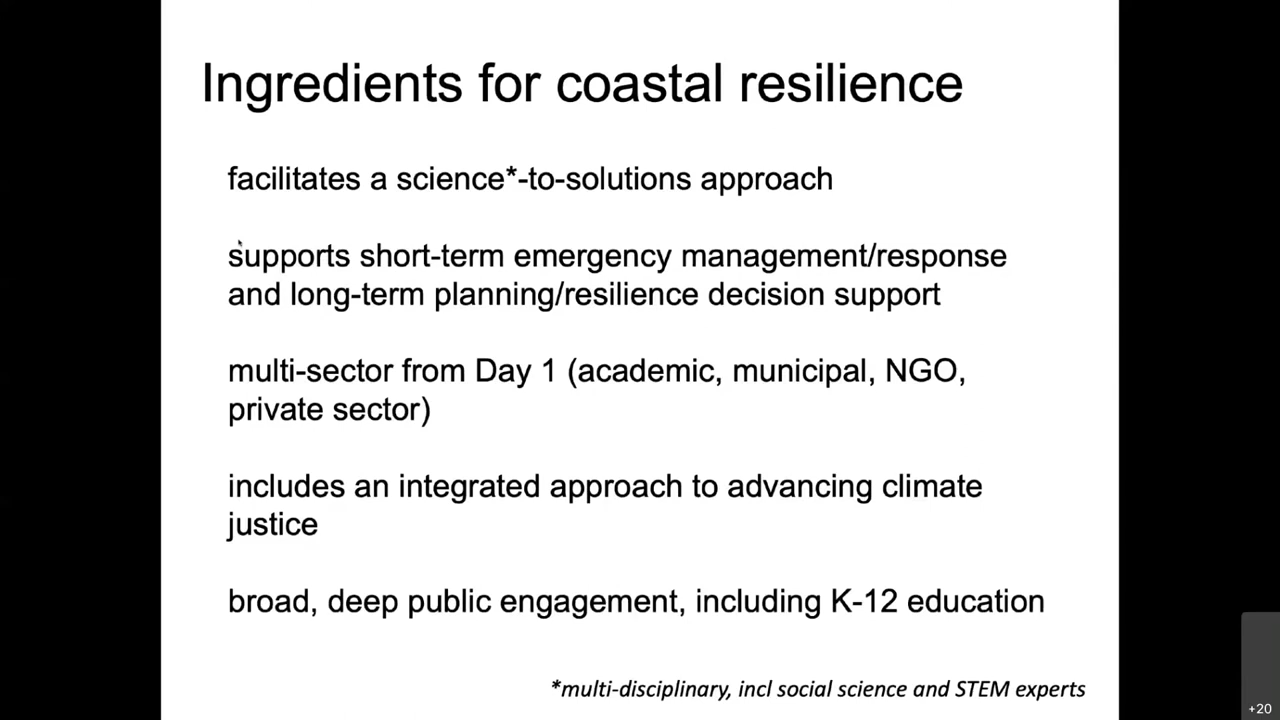 Ingredients for coastal resilience
facilitates a science*-to-solutions approach
supports short-term emergency management/response
and long-term planning/resilience decision support
multi-sector from Day 1 (academic, municipal, NGO,
private sector)
includes an integrated approach to advancing climate
justice
broad, deep public engagement, including K-12 education
*multi-disciplinary, incl social science and STEM experts
+20